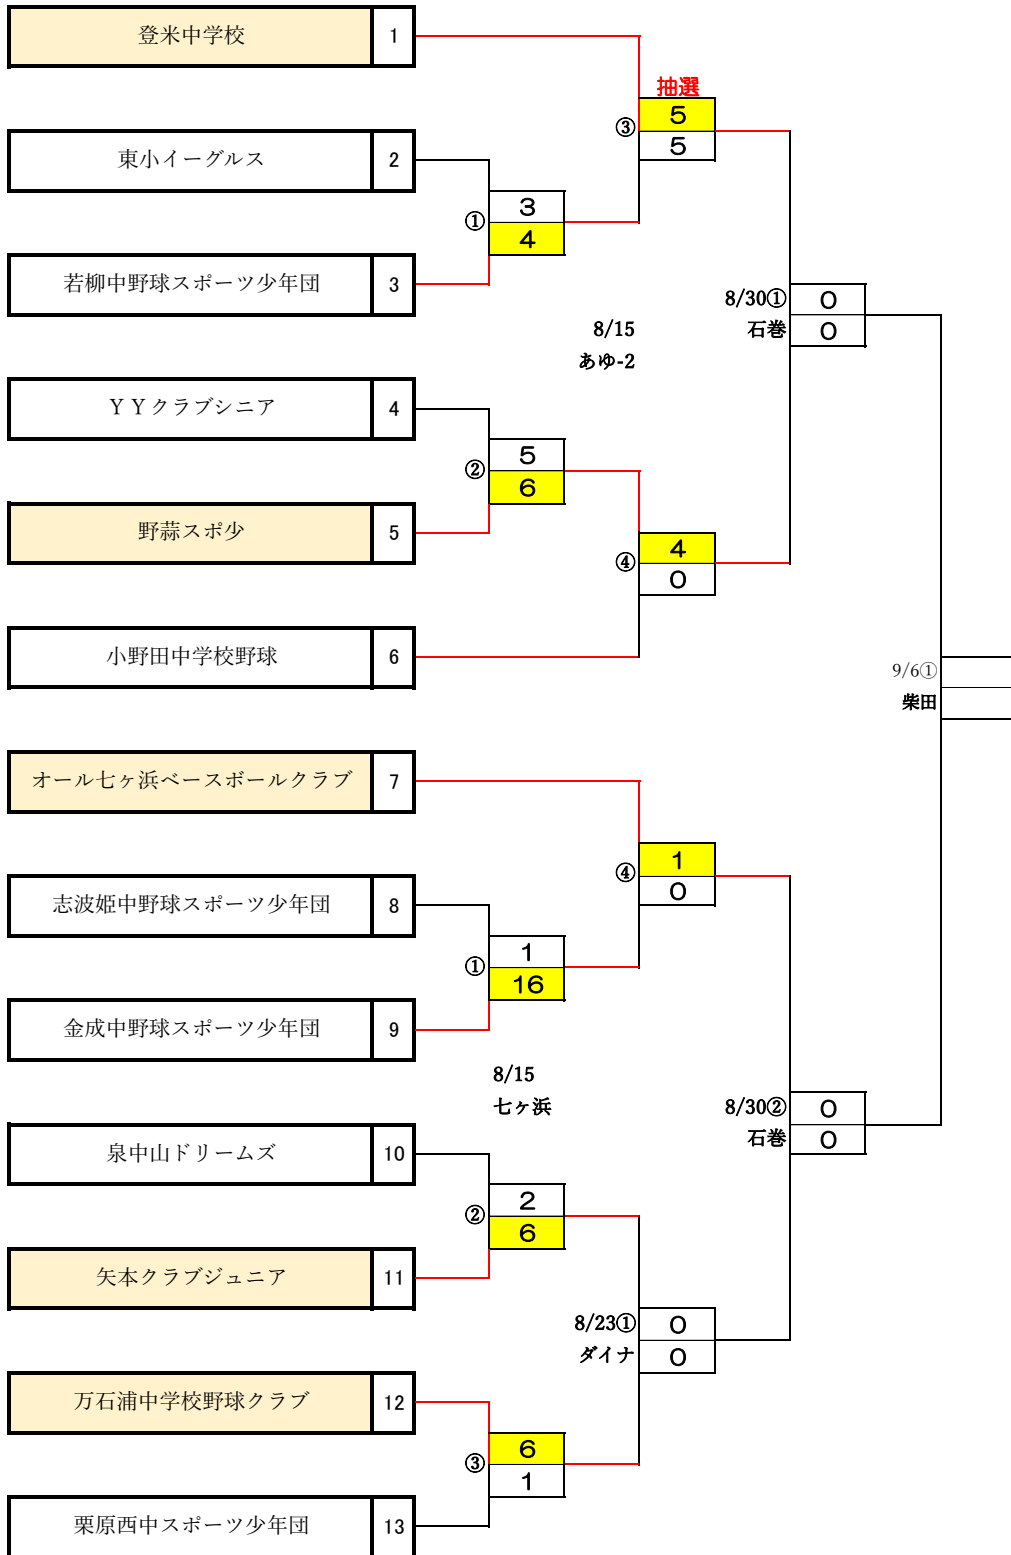 登米中学校 1
抽選
5
③
5
東小イーグルス 2
3
①
4
若柳中野球スポーツ少年団 3
8/30① 0
8/15
石巻 0
あゆ-2
ＹＹクラブシニア 4
5
②
6
野蒜スポ少 5
4
④
0
小野田中学校野球 6
9/6①
柴田
オール七ヶ浜ベースボールクラブ 7
1
④
0
志波姫中野球スポーツ少年団 8
1
①
16
金成中野球スポーツ少年団 9
8/15
七ヶ浜
8/30② 0
石巻 0
泉中山ドリームズ 10
2
②
6
矢本クラブジュニア 11
8/23① 0
ダイナ 0
万石浦中学校野球クラブ 12
6
③
1
栗原西中スポーツ少年団 13